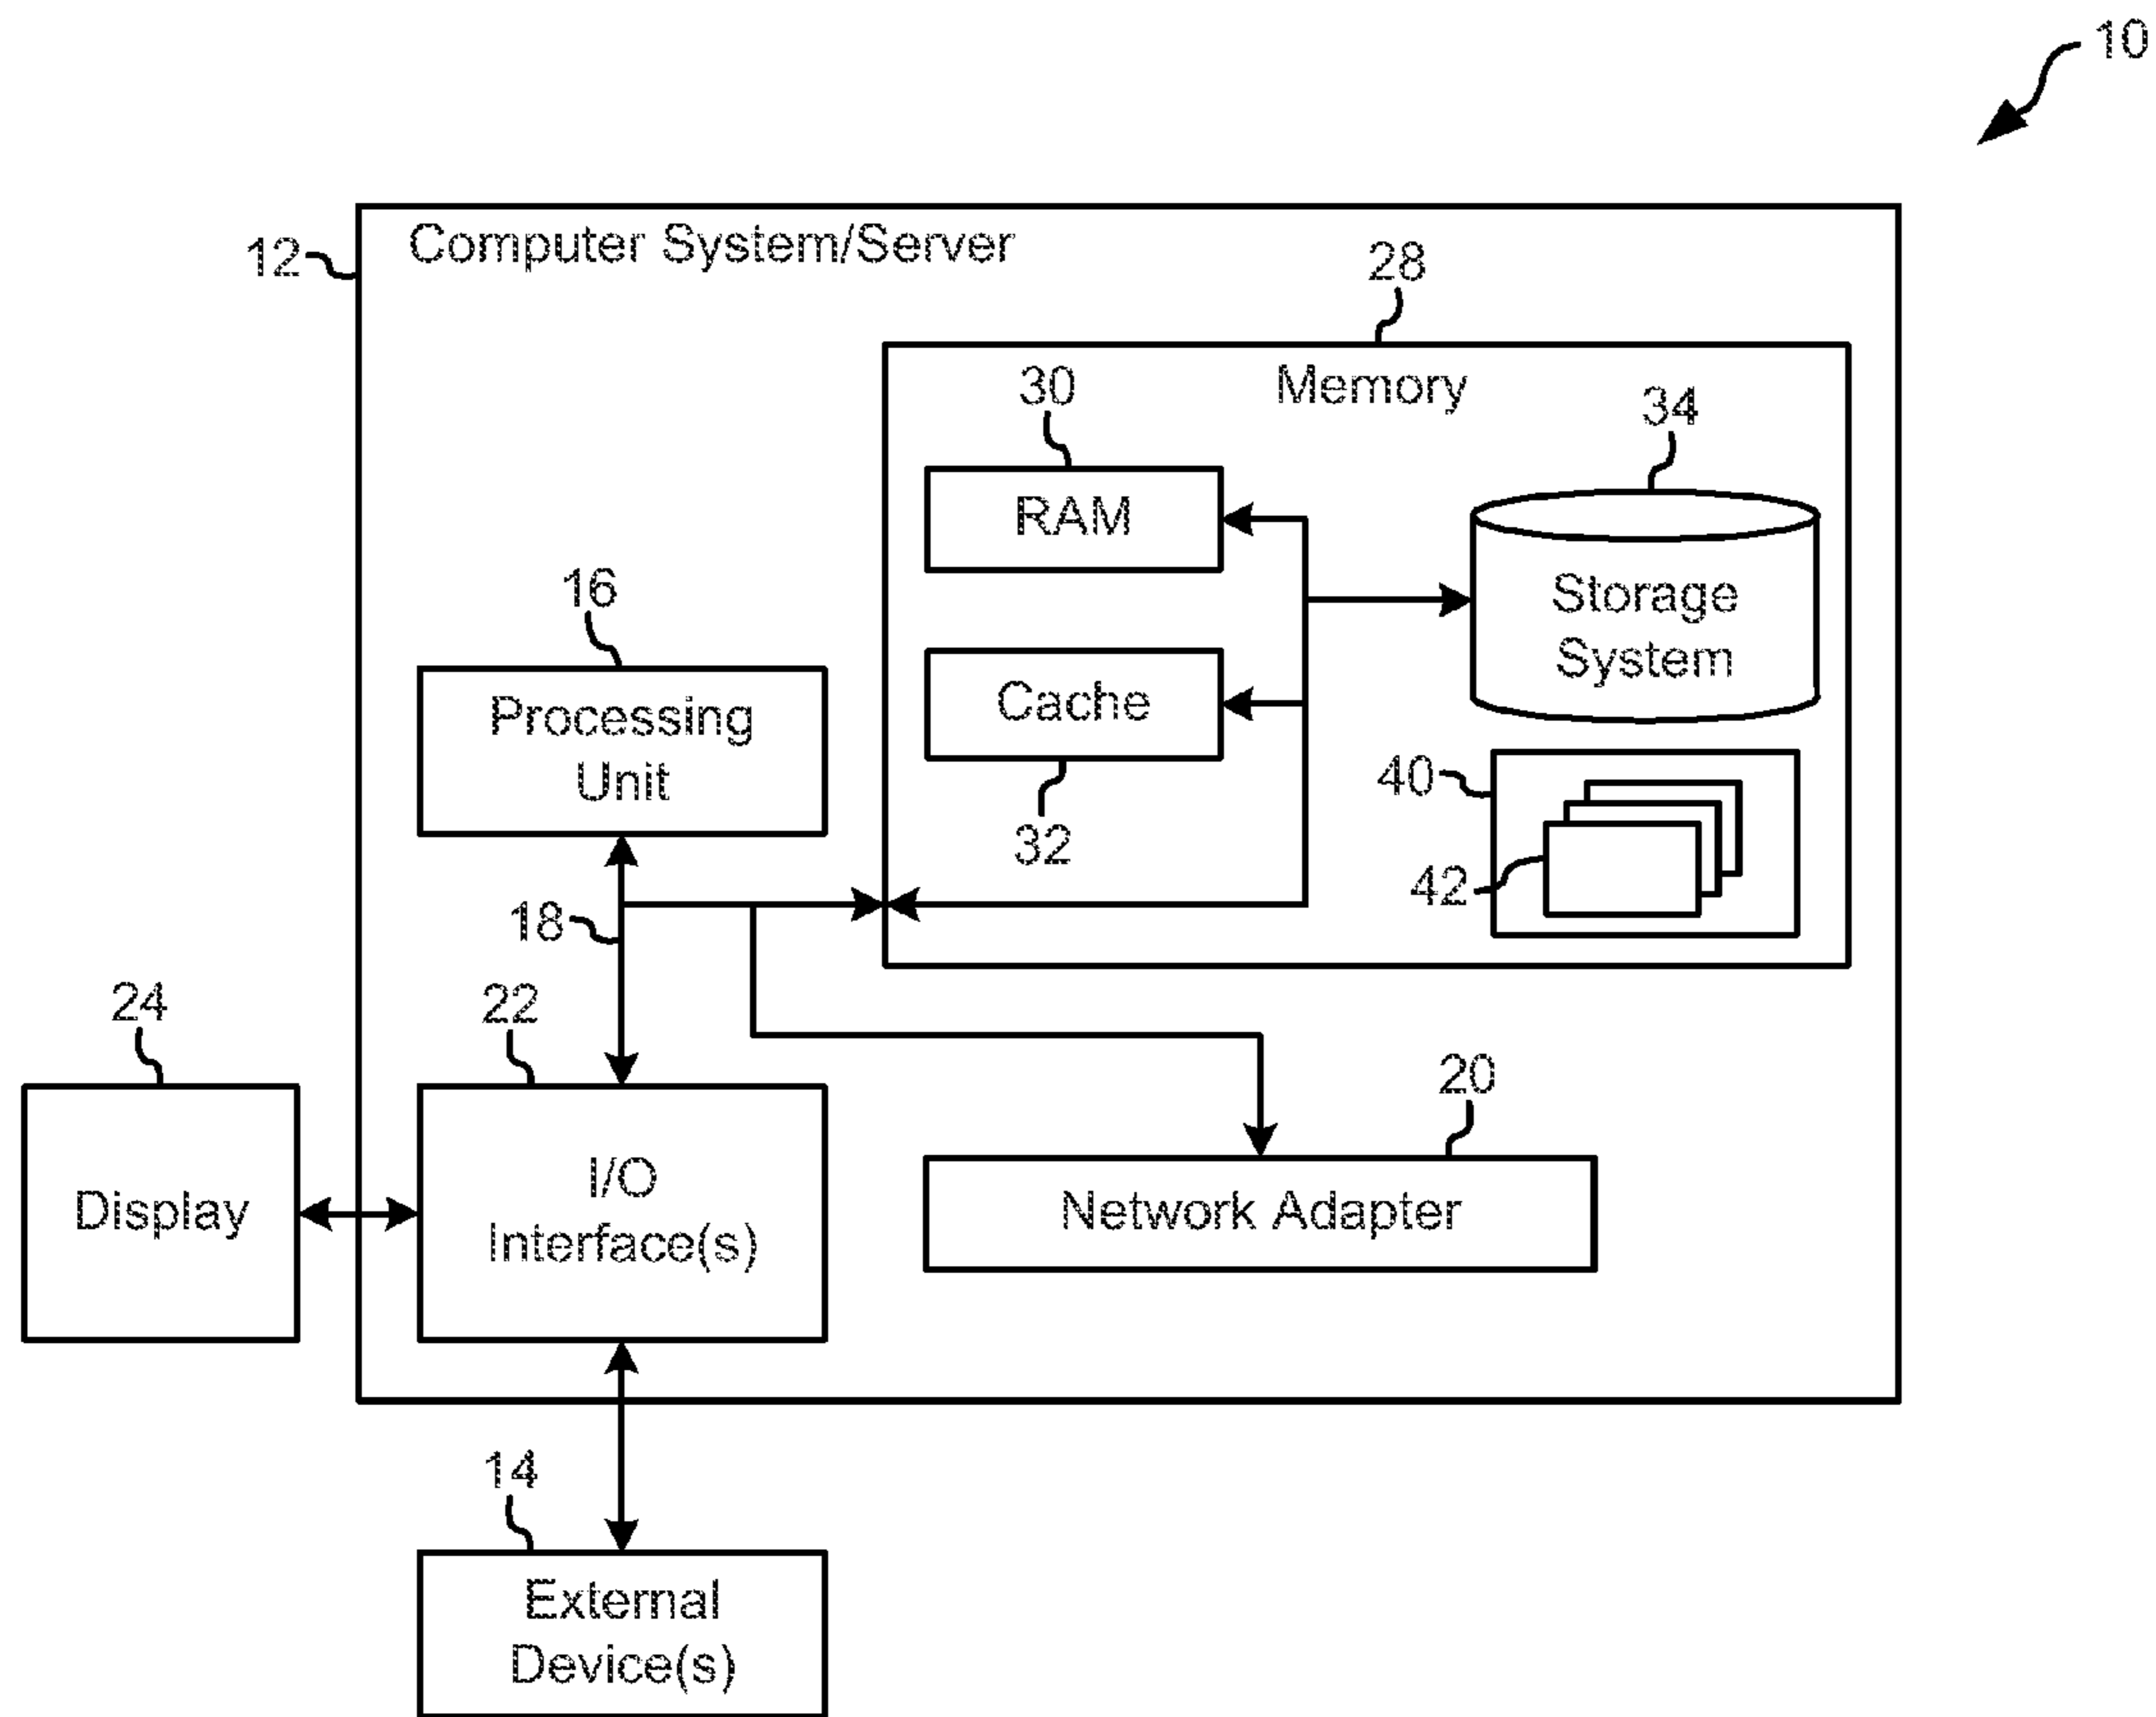 10
12
Computer System/Server
28
Memory
30
RAM
34
Storage
System
16
Processing
Unit
Cache
32
40
42
18
24
Display
22
I/O
Interface(s)
20
Network Adapter
14
External
Device(s)